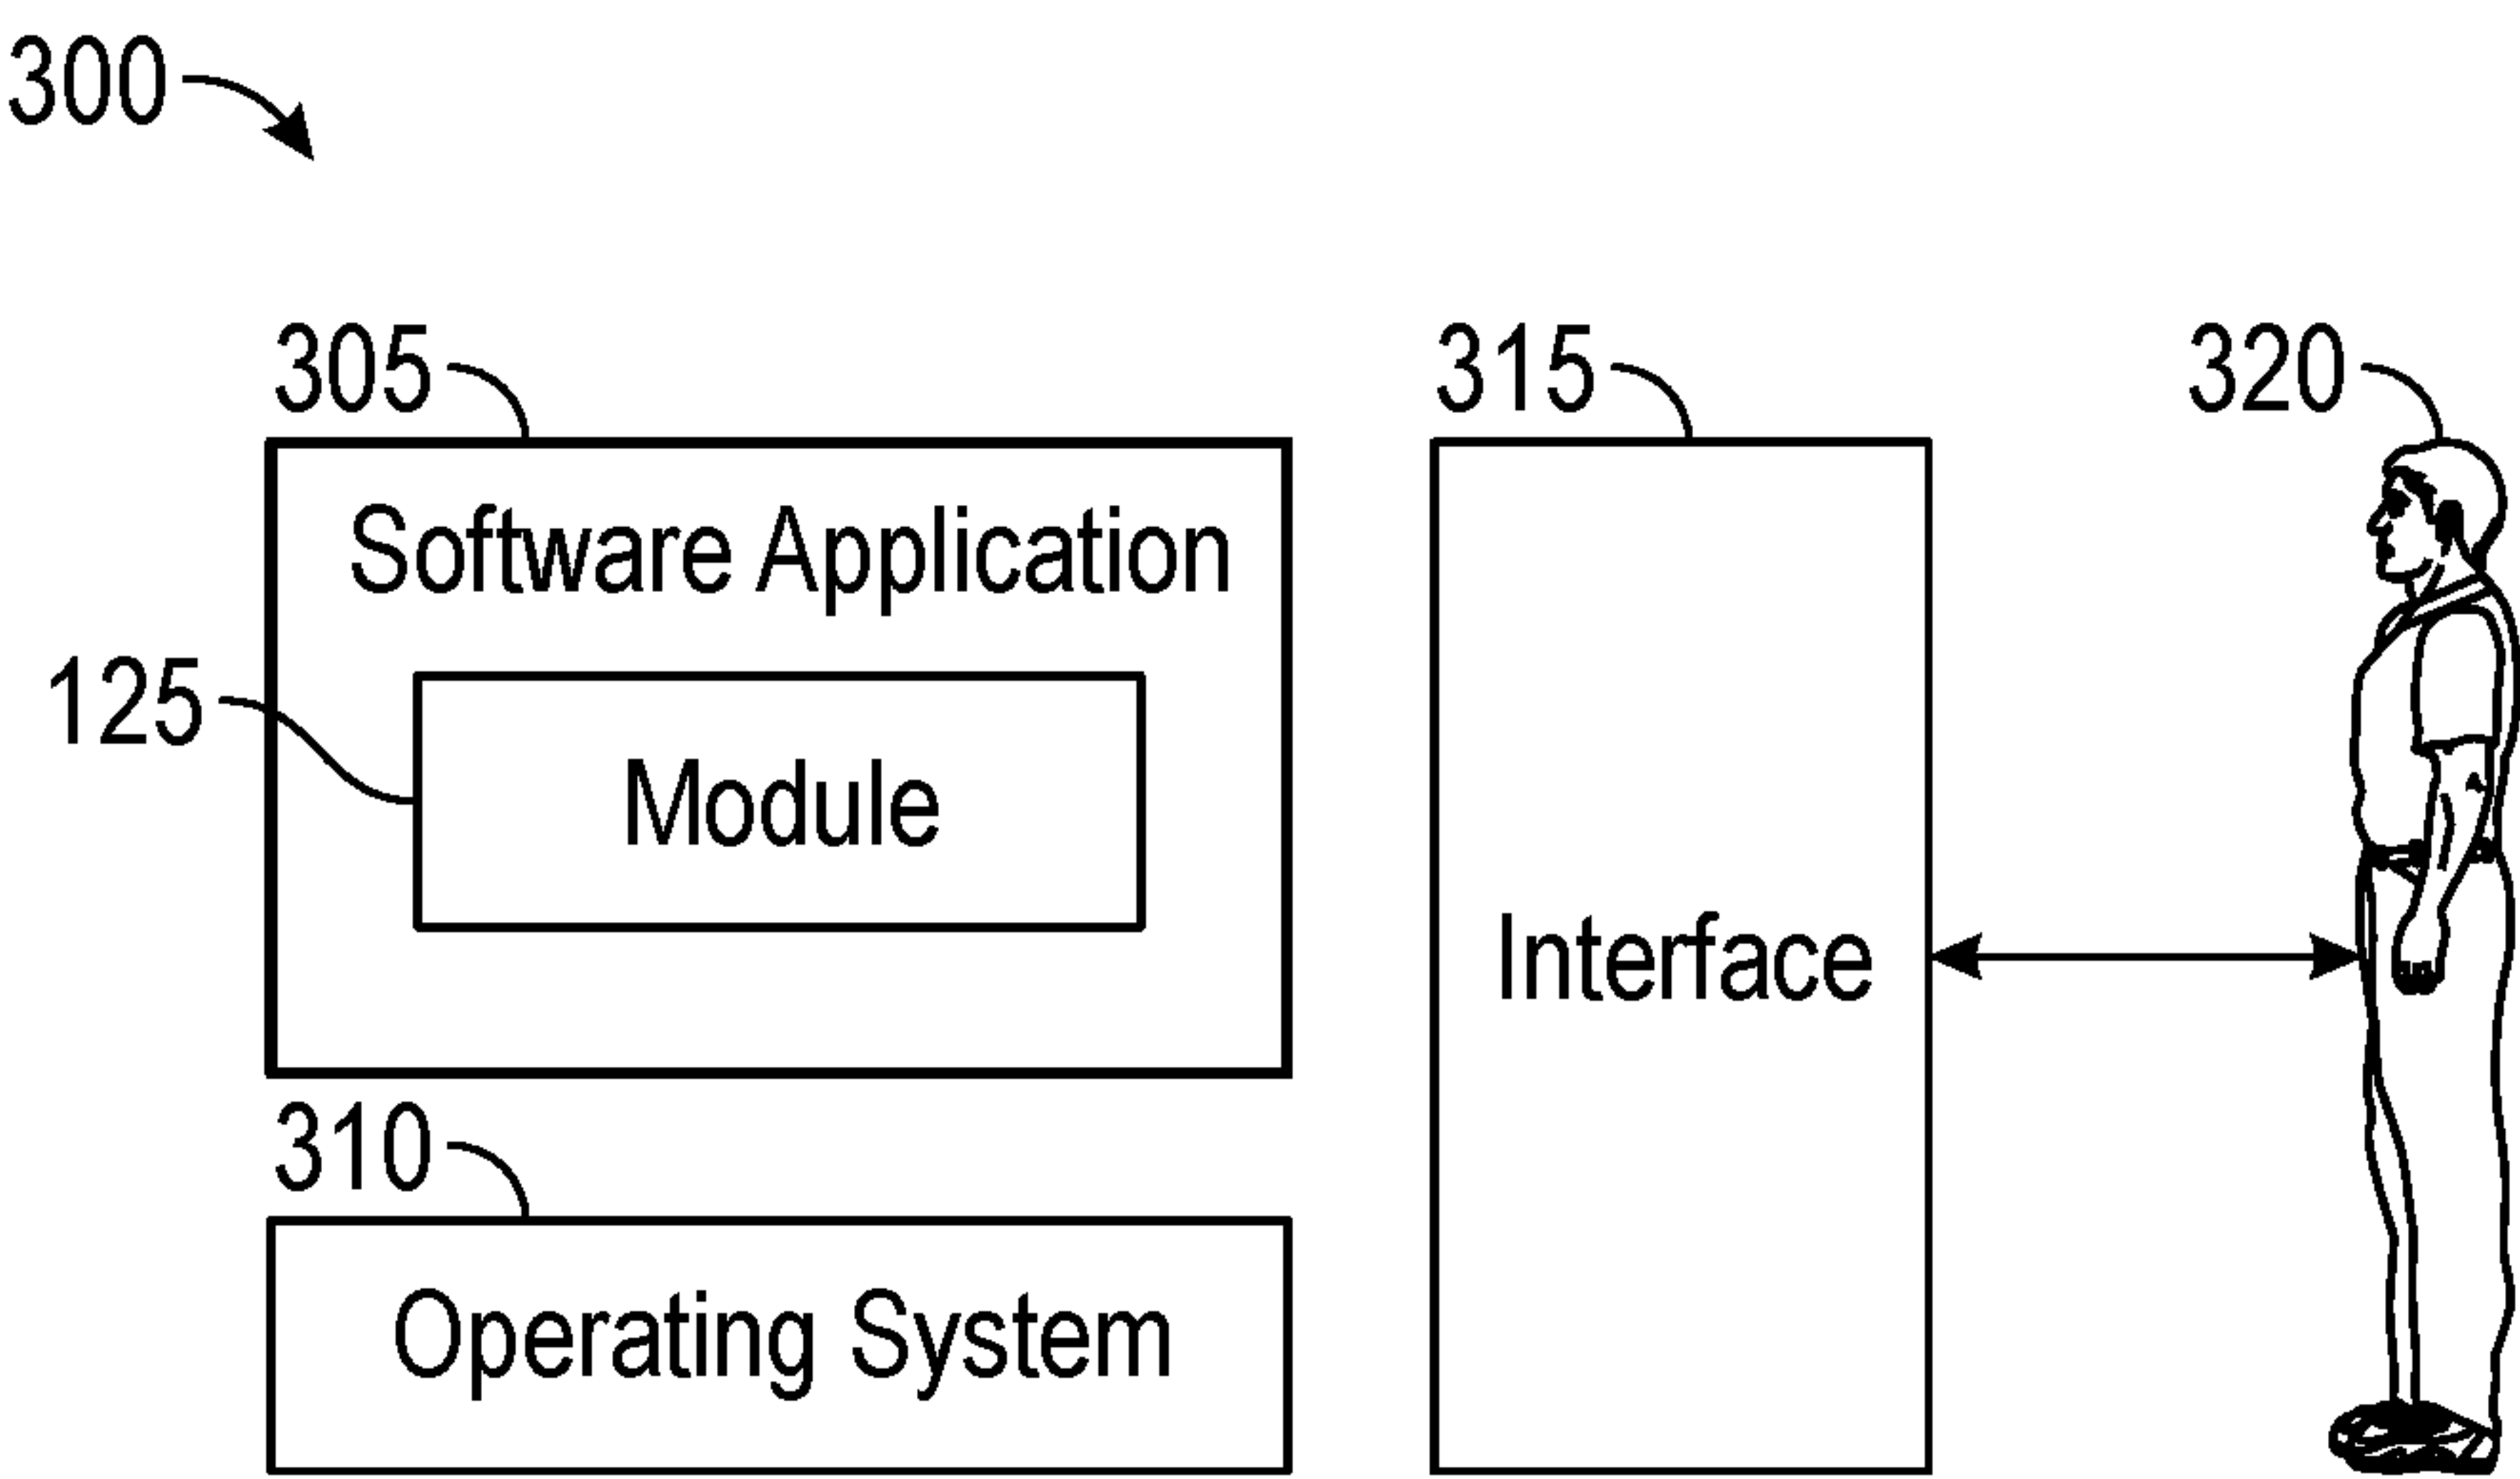 300
305
315
320
Software Application
125
Module
Interface
310
Operating System